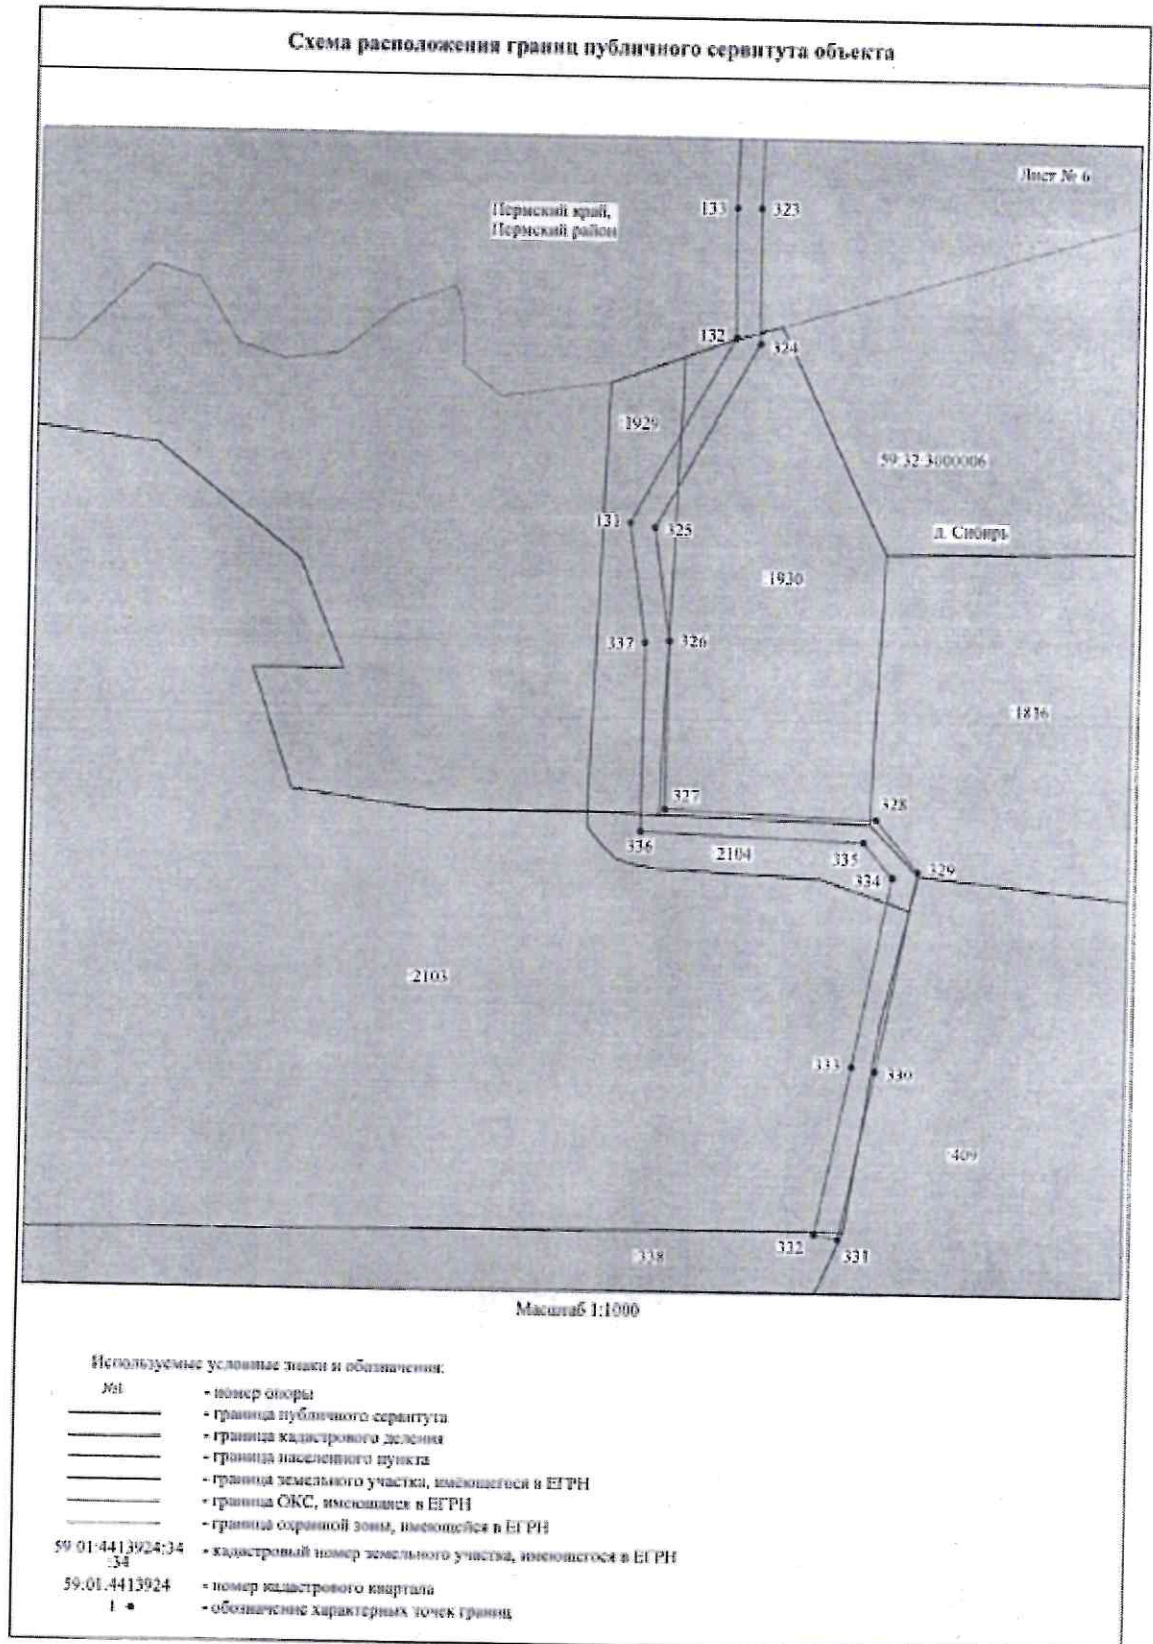 Схема расположения границ публичного сервитута объекта
Лист № 6
Пермский край,
Пермский район
133
323
132
324
1929
59:32:3000006
131
325
д. Сибирь
1930
337
326
1816
327
328
336
2104
335
334
329
2103
333
330
:409
332
331
338
Масштаб 1:1000
Используемые условные знаки и обозначения:
№1 - номер опоры
- граница публичного сервитута
- граница кадастрового деления
- граница населенного пункта
- граница земельного участка, имеющегося в ЕГРН
- граница ОКС, имеющаяся в ЕГРН
- граница охранной зоны, имеющейся в ЕГРН
59:01:4413924:34 - кадастровый номер земельного участка, имеющегося в ЕГРН
:34
59:01:4413924 - номер кадастрового квартала
1 - обозначение характерных точек границ